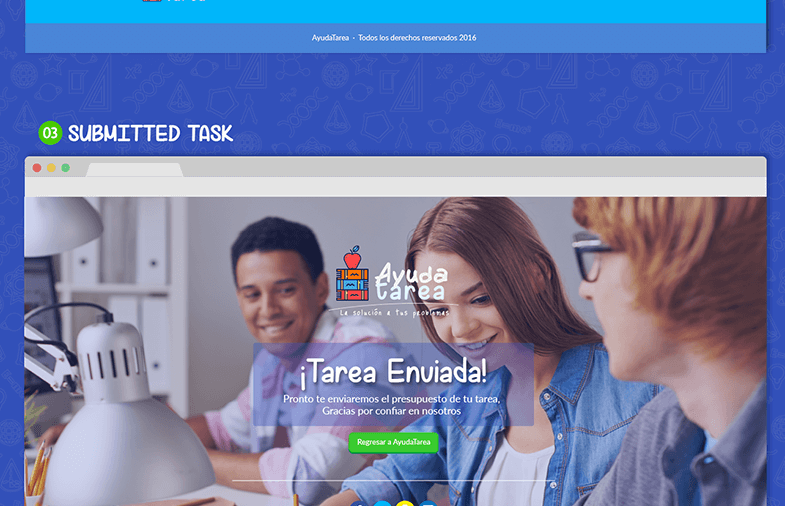 AyudaTarea - Todos los derechos reservados 2016
03 SUBMITTED TASK
Ayuda
tarea
La solución a tus problemas
¡Tarea Enviada!
Pronto te enviaremos el presupuesto de tu tarea,
Gracias por confiar en nosotros
Regresar a AyudaTarea